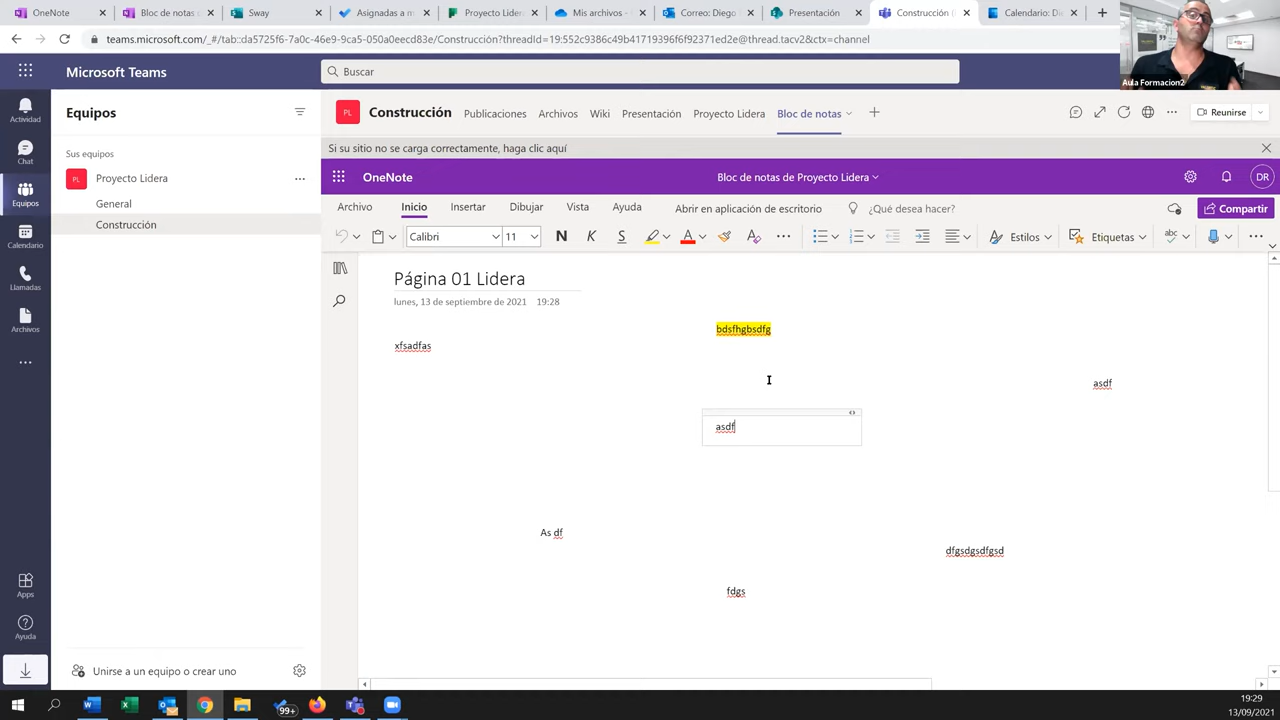 OneNote
Bloc de notas
Sway
Asignadas a m
Proyecto Lidera
Mis archivos -
Correo: Diego
Presentación
Construcción (
Calendario: Di
teams.microsoft.com/_#/tab::da5725f6-7a0c-46e9-9ca5-050a0eecd83e/Construcción?threadId=19:552c9386c49b41719396f6f92371ed2e@thread.tacv2&ctx=channel
Aula Formacion2
Microsoft Teams
Buscar
Actividad
Chat
Equipos
Calendario
Llamadas
Archivos
Apps
Ayuda
Equipos
Sus equipos
PL Proyecto Lidera
General
Construcción
Unirse a un equipo o crear uno
PL Construcción Publicaciones Archivos Wiki Presentación Proyecto Lidera Bloc de notas
Reunirse
Si su sitio no se carga correctamente, haga clic aquí
OneNote
Bloc de notas de Proyecto Lidera
DR
Archivo Inicio Insertar Dibujar Vista Ayuda Abrir en aplicación de escritorio ¿Qué desea hacer?
Compartir
Calibri 11 N K S A Estilos Etiquetas abc
Página 01 Lidera
lunes, 13 de septiembre de 2021 19:28
bdsfhgbsdfg
xfsadfas
asdf
asdf
As df
dfgsdgsdfgsd
fdgs
99+
19:29
13/09/2021